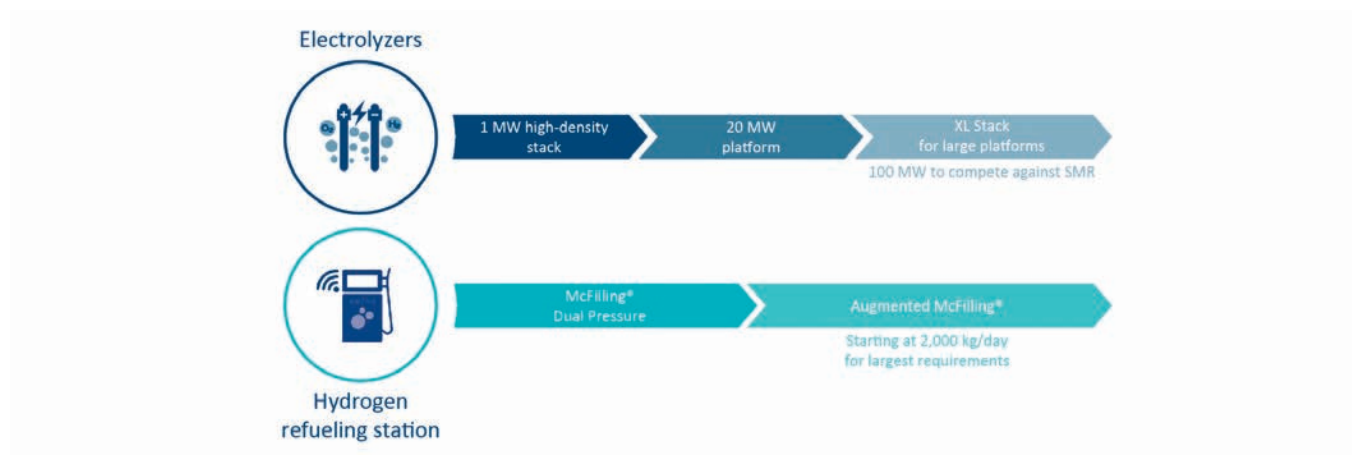 Electrolyzers
1 MW high-density
stack
20 MW
platform
XL Stack
for large platforms
100 MW to compete against SMR
McFilling®
Dual Pressure
Augmented McFilling®
Starting at 2,000 kg/day
for largest requirements
Hydrogen
refueling station